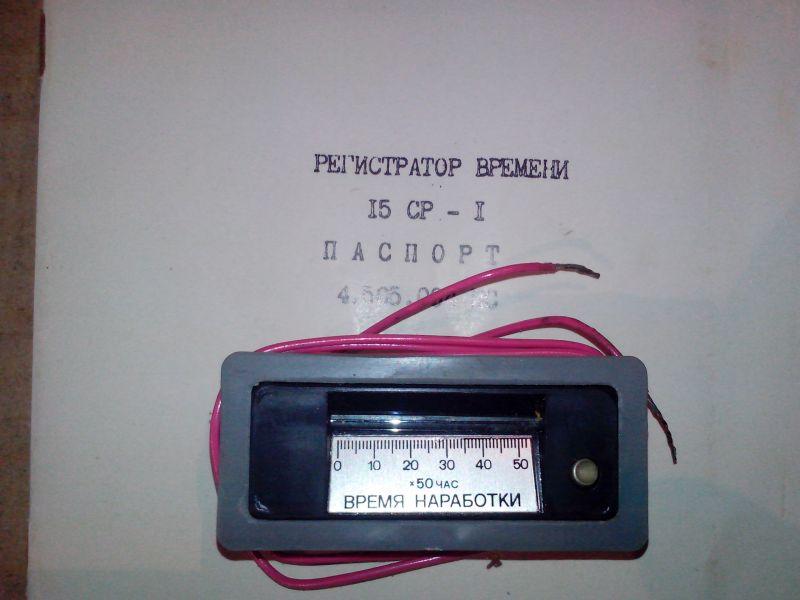 РЕГИСТРАТОР ВРЕМЕНИ
I5 СР - I
ПАСПОРТ
0 10 20 30 40 50
×50 ЧАС
ВРЕМЯ НАРАБОТКИ